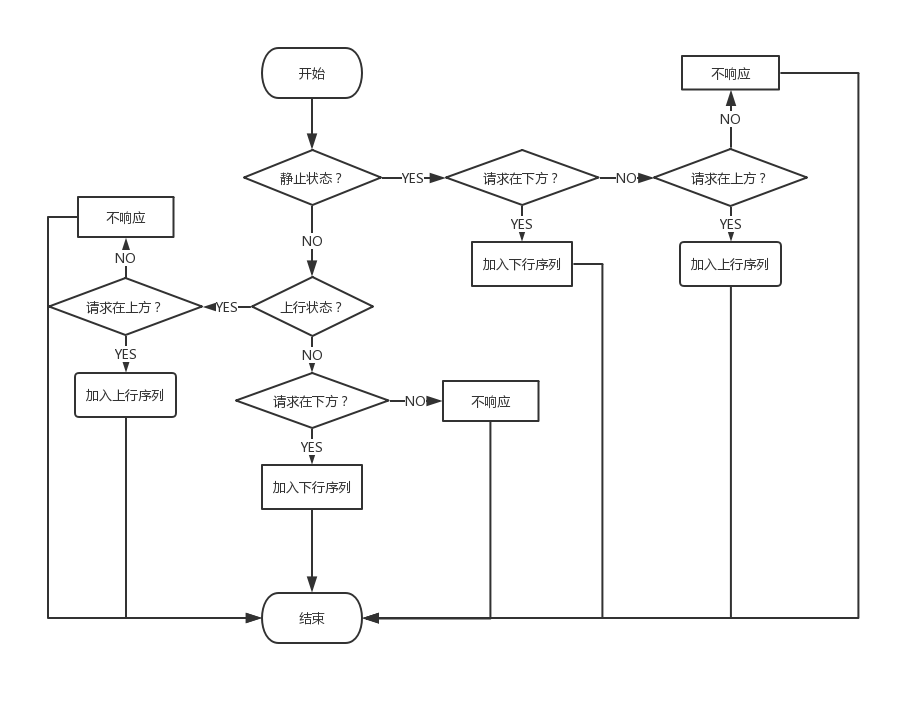 开始
不响应
NO
静止状态？
YES
请求在下方？
NO
请求在上方？
不响应
YES
YES
NO
加入下行序列
加入上行序列
NO
请求在上方？
YES
上行状态？
YES
NO
加入上行序列
请求在下方？
NO
不响应
YES
加入下行序列
结束